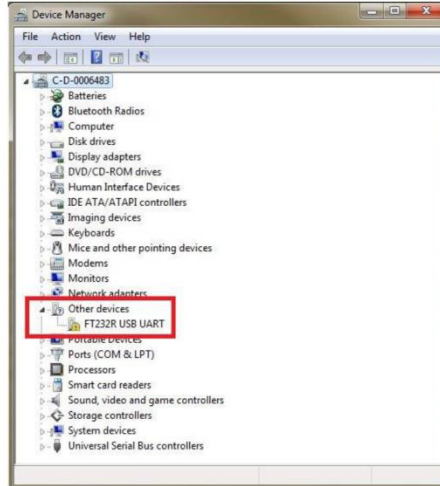 Device Manager
File Action View Help
C-D-0006483
Batteries
Bluetooth Radios
Computer
Disk drives
Display adapters
DVD/CD-ROM drives
Human Interface Devices
IDE ATA/ATAPI controllers
Imaging devices
Keyboards
Mice and other pointing devices
Modems
Monitors
Network adapters
Other devices
FT232R USB UART
Portable Devices
Ports (COM & LPT)
Processors
Smart card readers
Sound, video and game controllers
Storage controllers
System devices
Universal Serial Bus controllers